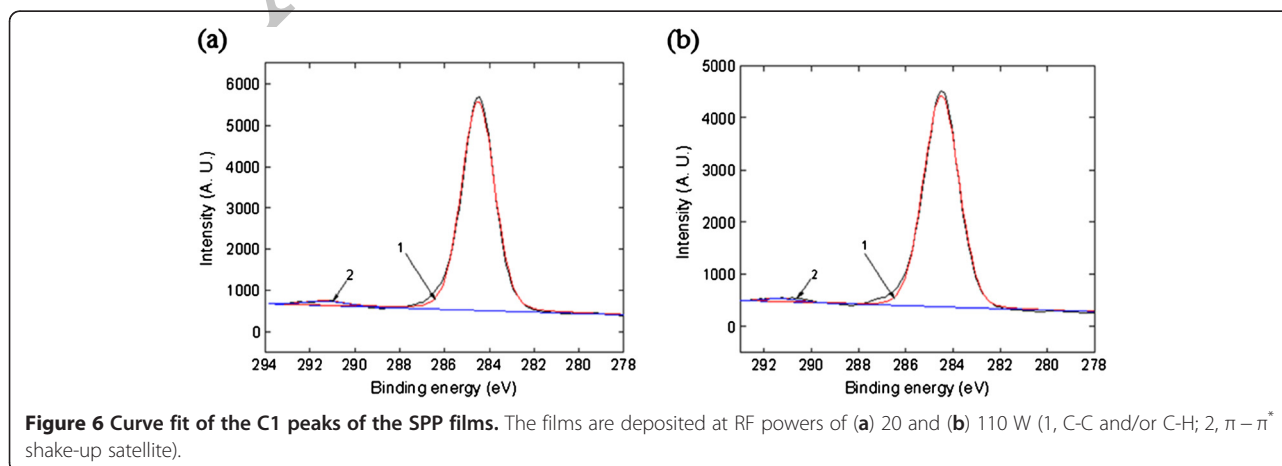 (a)
(b)
6000
5000
4000
3000
2000
1000
0
Intensity (A. U.)
1
2
294 292 290 288 286 284 282 280 278
Binding energy (eV)
5000
4000
3000
2000
1000
0
Intensity (A. U.)
1
2
292 290 288 286 284 282 280 278
Binding energy (eV)
Figure 6 Curve fit of the C1 peaks of the SPP films. The films are deposited at RF powers of (a) 20 and (b) 110 W (1, C-C and/or C-H; 2, π − π*
shake-up satellite).